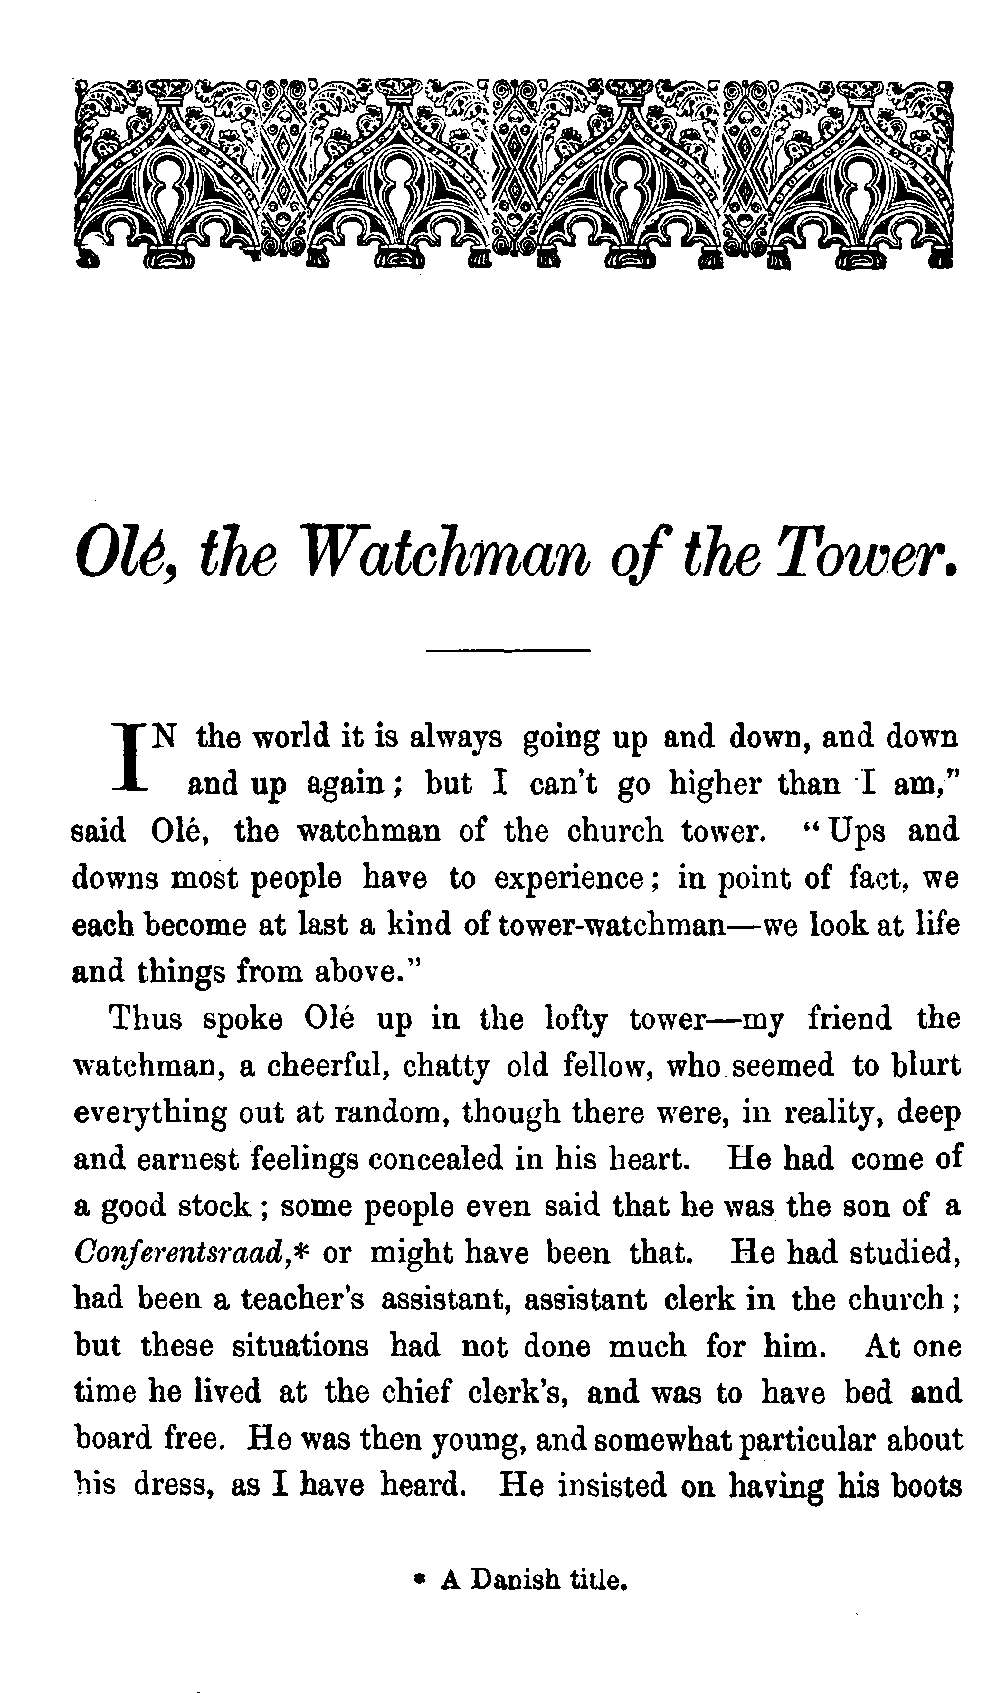 Olé, the Watchman of the Tower.
IN the world it is always going up and down, and down
and up again; but I can't go higher than I am,"
said Olé, the watchman of the church tower. "Ups and
downs most people have to experience; in point of fact, we
each become at last a kind of tower-watchman—we look at life
and things from above."
Thus spoke Olé up in the lofty tower—my friend the
watchman, a cheerful, chatty old fellow, who seemed to blurt
everything out at random, though there were, in reality, deep
and earnest feelings concealed in his heart. He had come of
a good stock; some people even said that he was the son of a
Conferentsraad,* or might have been that. He had studied,
had been a teacher's assistant, assistant clerk in the church;
but these situations had not done much for him. At one
time he lived at the chief clerk's, and was to have bed and
board free. He was then young, and somewhat particular about
his dress, as I have heard. He insisted on having his boots
* A Danish title.